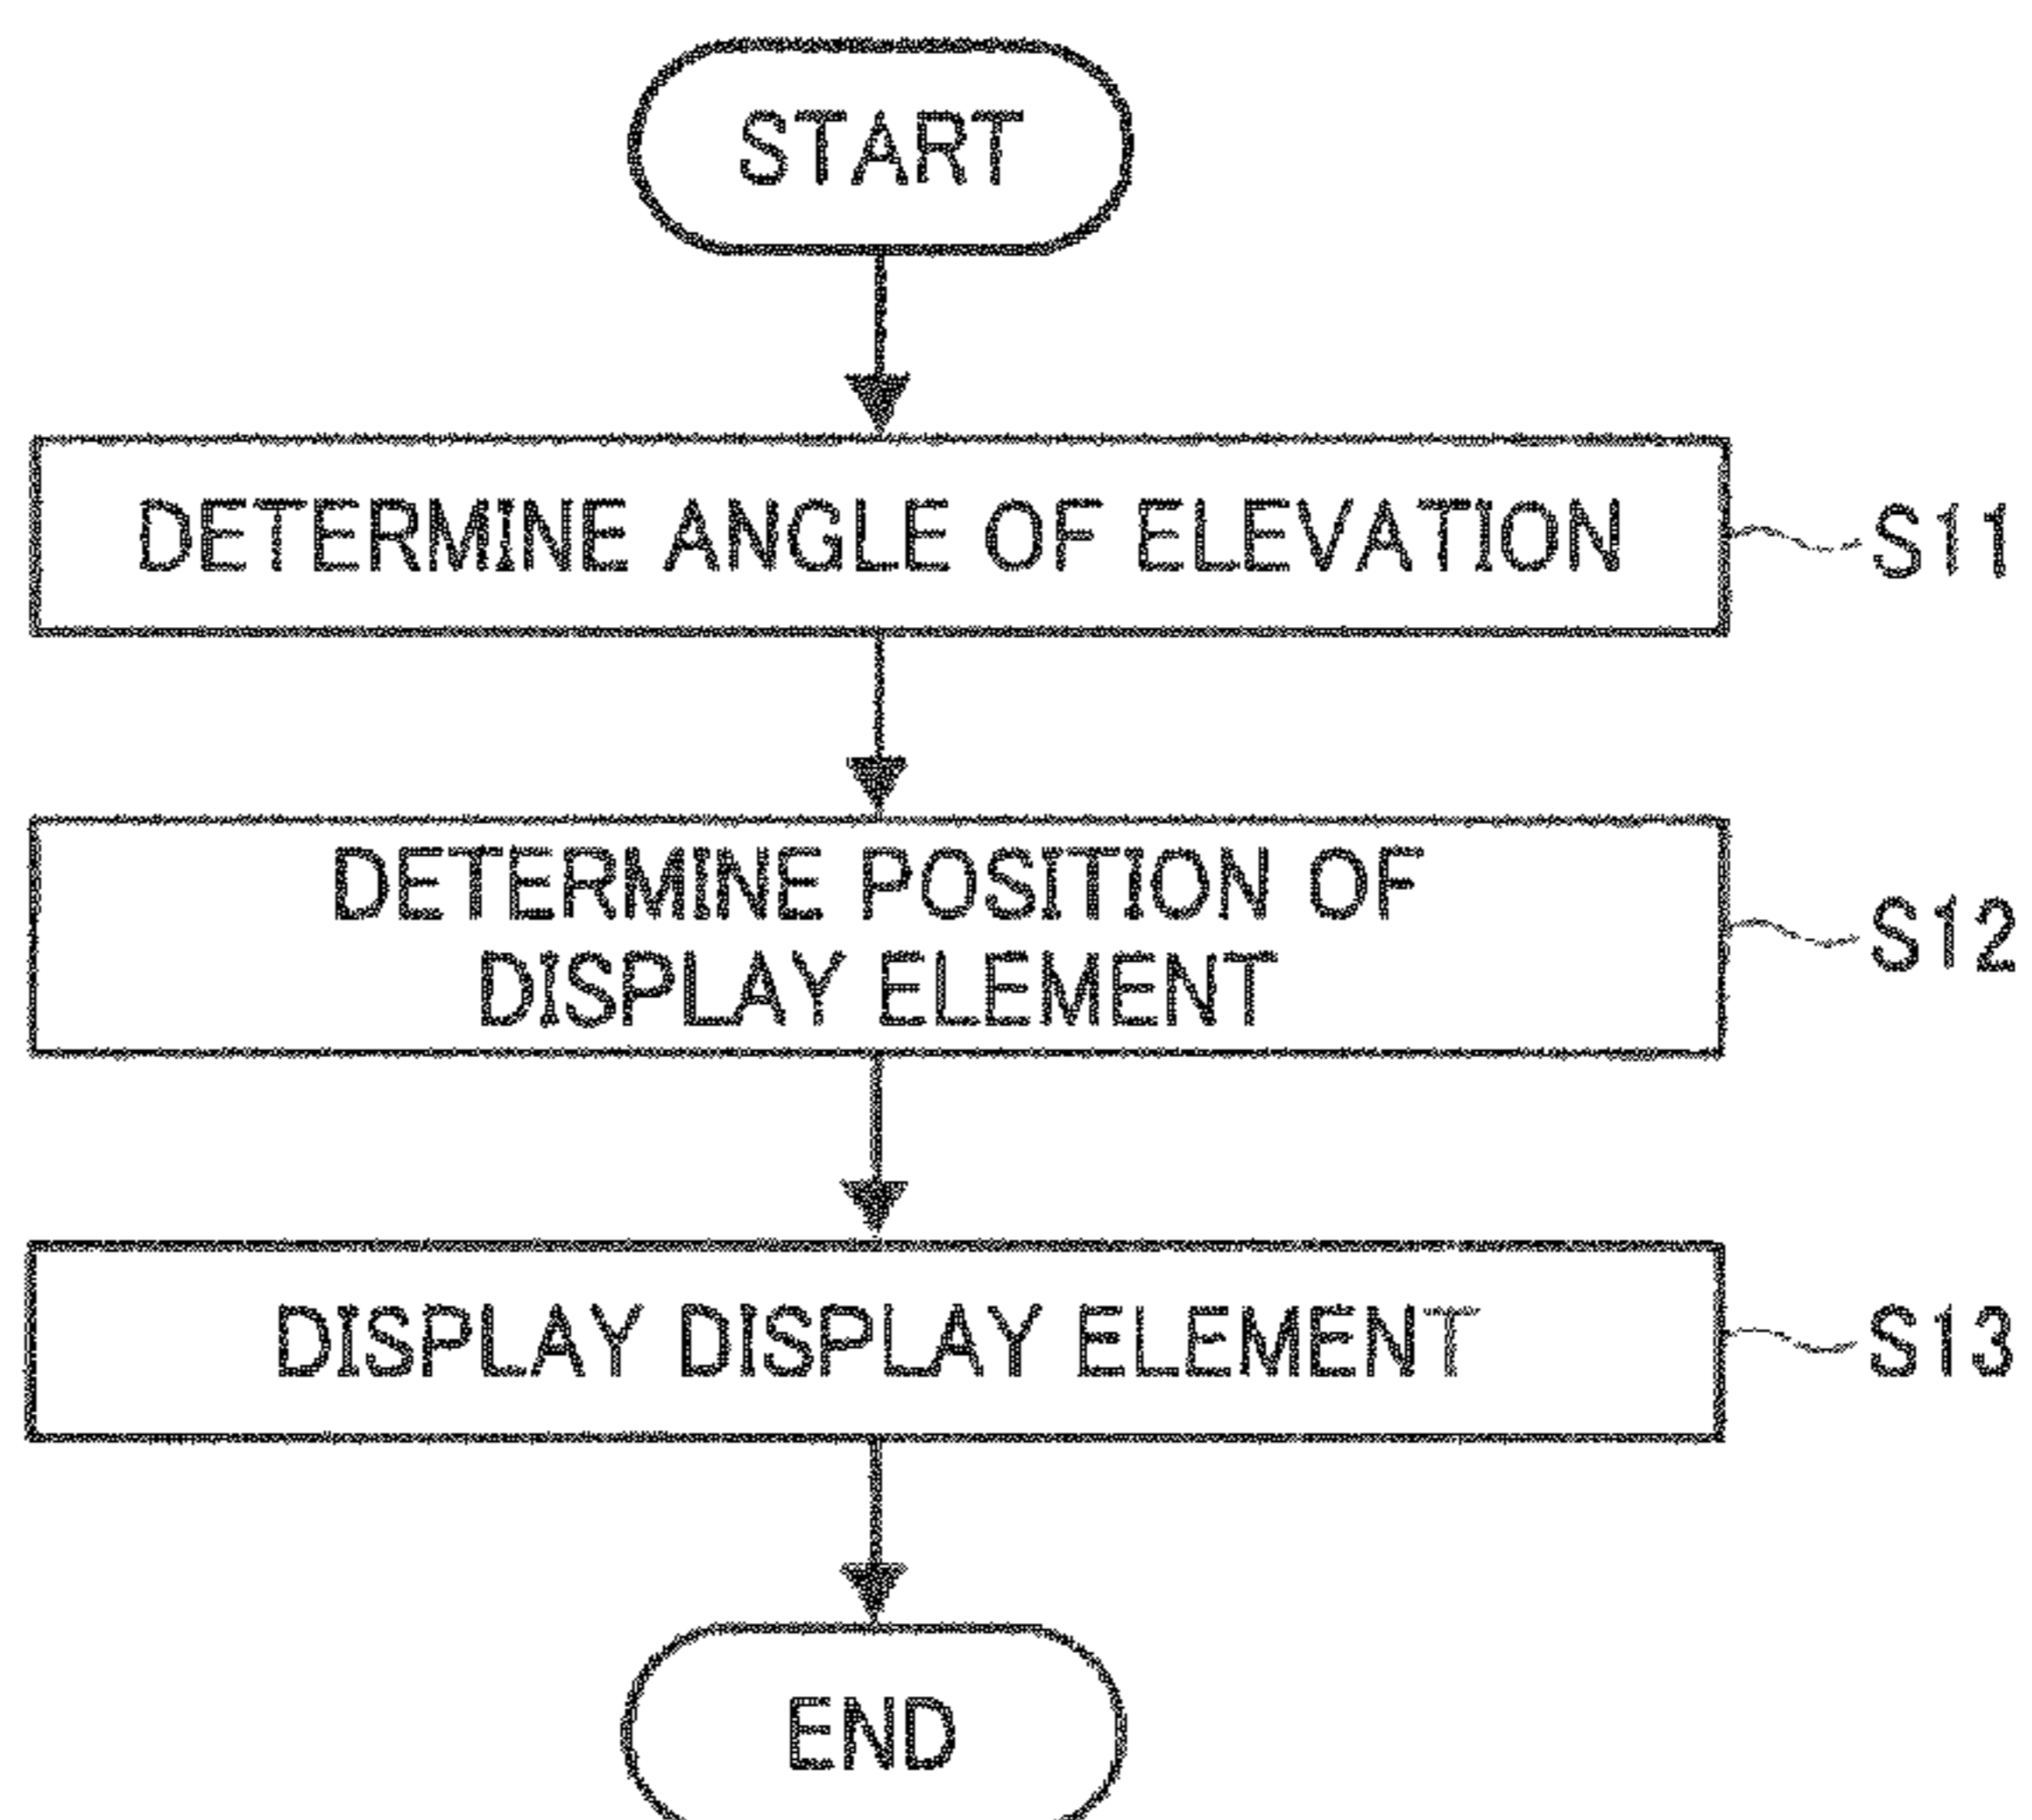 START
DETERMINE ANGLE OF ELEVATION
S11
DETERMINE POSITION OF
DISPLAY ELEMENT
S12
DISPLAY DISPLAY ELEMENT
S13
END